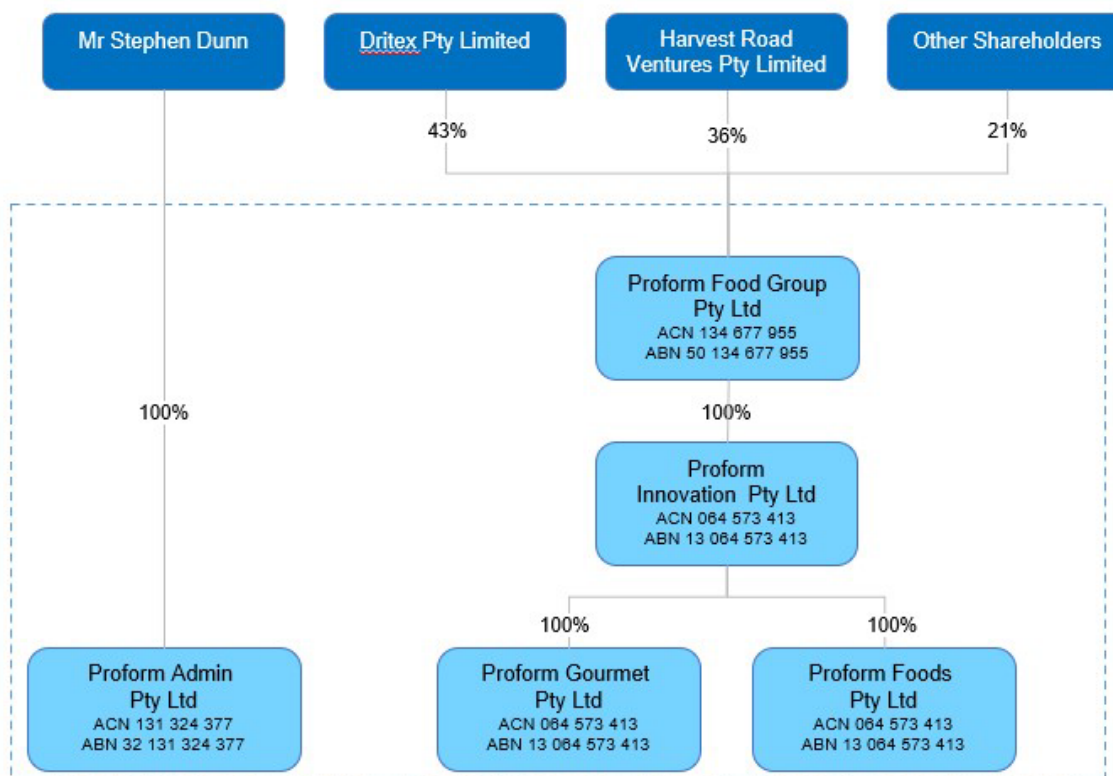 Mr Stephen Dunn
Dritex Pty Limited
Harvest Road
Ventures Pty Limited
Other Shareholders
43%
36%
21%
Proform Food Group
Pty Ltd
ACN 134 677 955
ABN 50 134 677 955
100%
100%
Proform
Innovation Pty Ltd
ACN 064 573 413
ABN 13 064 573 413
100%
100%
Proform Admin
Pty Ltd
ACN 131 324 377
ABN 32 131 324 377
Proform Gourmet
Pty Ltd
ACN 064 573 413
ABN 13 064 573 413
Proform Foods
Pty Ltd
ACN 064 573 413
ABN 13 064 573 413